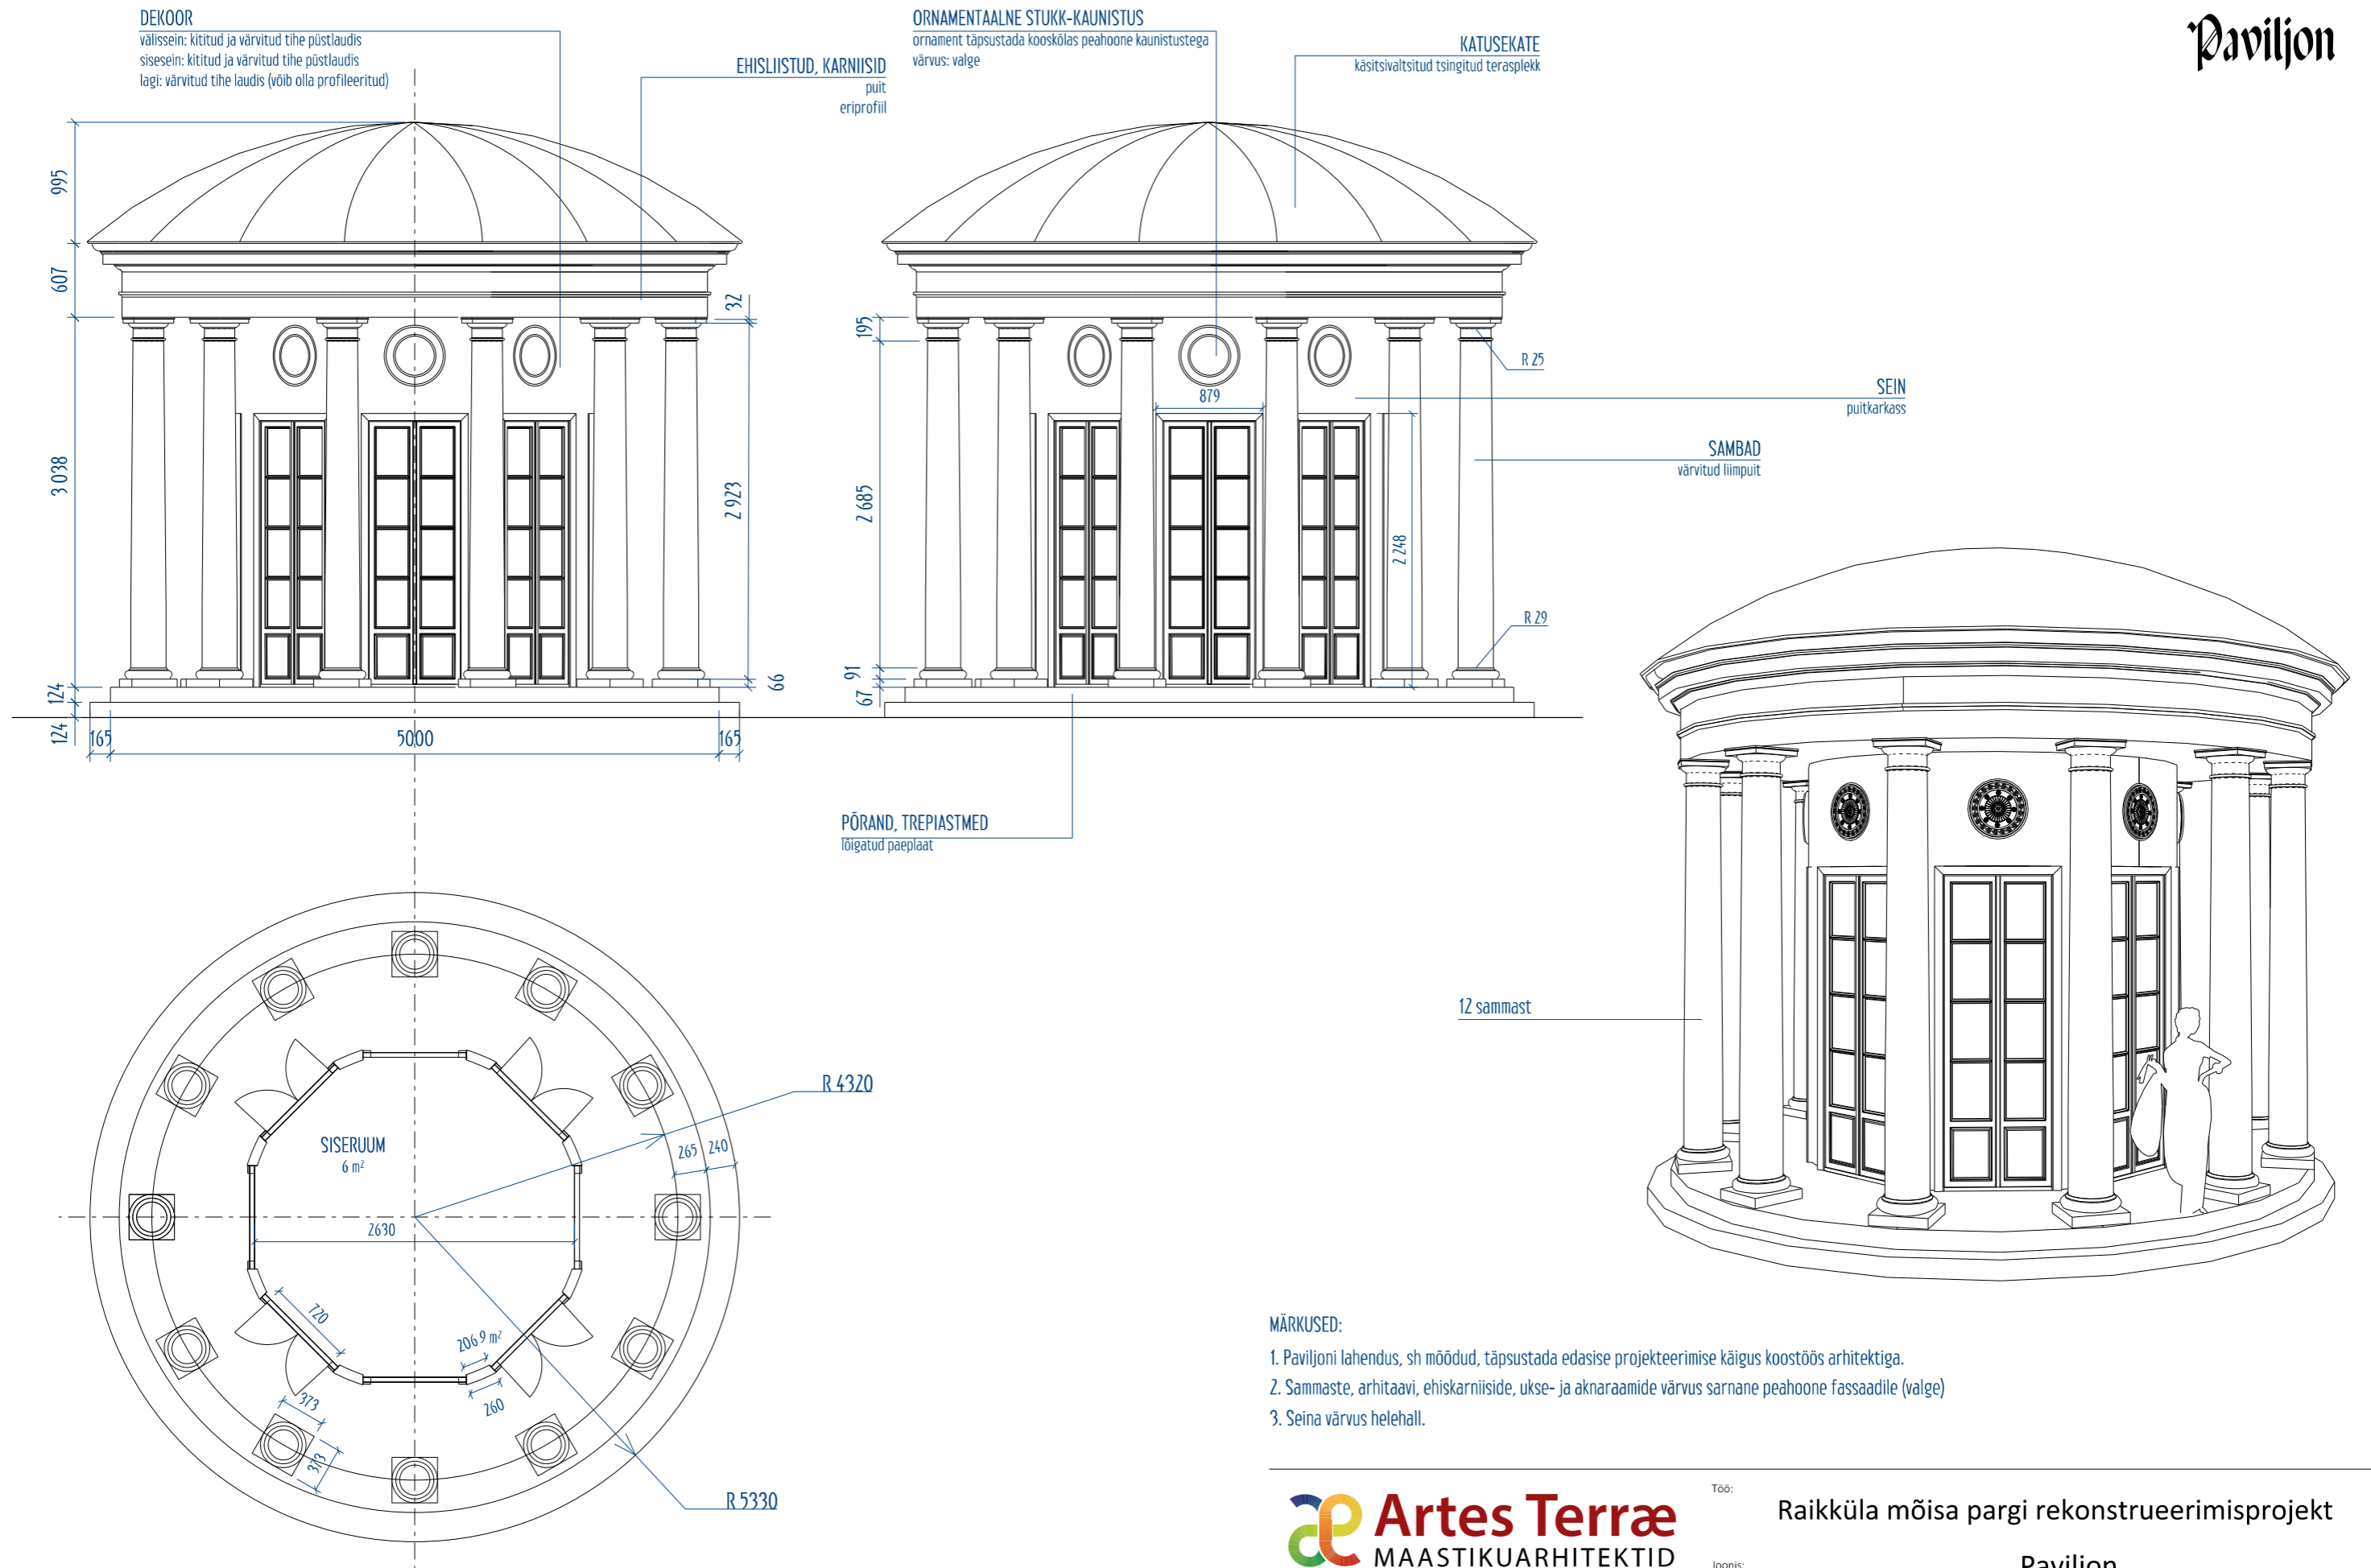 DEKOOR
välissein: kititud ja värvitud tihe püstlaudis
sisesein: kititud ja värvitud tihe püstlaudis
lagi: värvitud tihe laudis (võib olla profileeritud)
EHISLIISTUD, KARNIISID
puit
eriprofiil
ORNAMENTAALNE STUKK-KAUNISTUS
ornament täpsustada kooskõlas peahoone kaunistustega
värvus: valge
KATUSEKATE
käsitsivaltsitud tsingitud terasplekk
Paviljon
995
607
3 038
124
124
165
5000
165
32
2 923
66
195
2 685
91
67
879
2 248
R 25
R 29
SEIN
puitkarkass
SAMBAD
värvitud liimpuit
PÕRAND, TREPIASTMED
lõigatud paeplaat
12 sammast
SISERUUM
6 m²
2630
R 4320
265
240
720
206,9 m²
260
373
373
R 5330
MÄRKUSED:
1. Paviljoni lahendus, sh mõõdud, täpsustada edasise projekteerimise käigus koostöös arhitektiga.
2. Sammaste, arhitaavi, ehiskarniiside, ukse- ja aknaraamide värvus sarnane peahoone fassaadile (valge)
3. Seina värvus helehall.
Artes Terræ
MAASTIKUARHITEKTID
Töö:
Raikküla mõisa pargi rekonstrueerimisprojekt
Joonis:
Paviljon